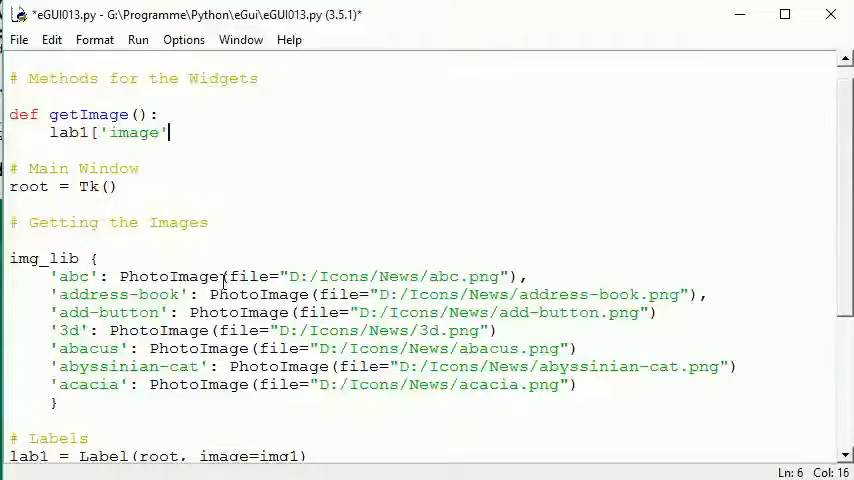 *eGUI013.py - G:\Programme\Python\eGui\eGUI013.py (3.5.1)*
File Edit Format Run Options Window Help
# Methods for the Widgets
def getImage():
lab1['image'
# Main Window
root = Tk()
# Getting the Images
img_lib {
'abc': PhotoImage(file="D:/Icons/News/abc.png"),
'address-book': PhotoImage(file="D:/Icons/News/address-book.png"),
'add-button': PhotoImage(file="D:/Icons/News/add-button.png")
'3d': PhotoImage(file="D:/Icons/News/3d.png")
'abacus': PhotoImage(file="D:/Icons/News/abacus.png")
'abyssinian-cat': PhotoImage(file="D:/Icons/News/abyssinian-cat.png")
'acacia': PhotoImage(file="D:/Icons/News/acacia.png")
}
# Labels
lab1 = Label(root, image=img1)
Ln: 6 Col: 16